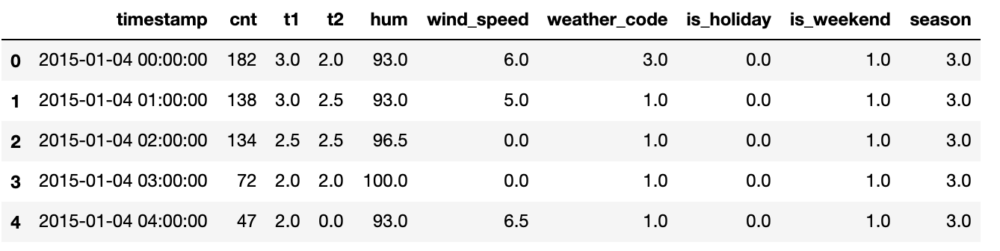 timestamp cnt t1 t2 hum wind_speed weather_code is_holiday is_weekend season
0 2015-01-04 00:00:00 182 3.0 2.0 93.0 6.0 3.0 0.0 1.0 3.0
1 2015-01-04 01:00:00 138 3.0 2.5 93.0 5.0 1.0 0.0 1.0 3.0
2 2015-01-04 02:00:00 134 2.5 2.5 96.5 0.0 1.0 0.0 1.0 3.0
3 2015-01-04 03:00:00 72 2.0 2.0 100.0 0.0 1.0 0.0 1.0 3.0
4 2015-01-04 04:00:00 47 2.0 0.0 93.0 6.5 1.0 0.0 1.0 3.0